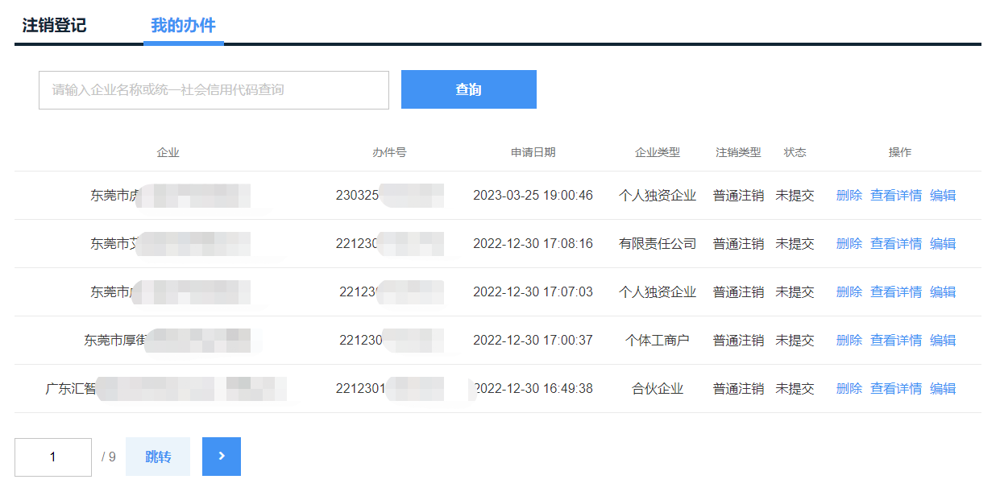 注销登记 我的办件
请输入企业名称或统一社会信用代码查询 查询
企业 办件号 申请日期 企业类型 注销类型 状态 操作
东莞市 230325 2023-03-25 19:00:46 个人独资企业 普通注销 未提交 删除 查看详情 编辑
东莞市 221230 2022-12-30 17:08:16 有限责任公司 普通注销 未提交 删除 查看详情 编辑
东莞市 22123 2022-12-30 17:07:03 个人独资企业 普通注销 未提交 删除 查看详情 编辑
东莞市厚街 221230 2022-12-30 17:00:37 个体工商户 普通注销 未提交 删除 查看详情 编辑
广东汇智 2212301 2022-12-30 16:49:38 合伙企业 普通注销 未提交 删除 查看详情 编辑
1 / 9 跳转 >